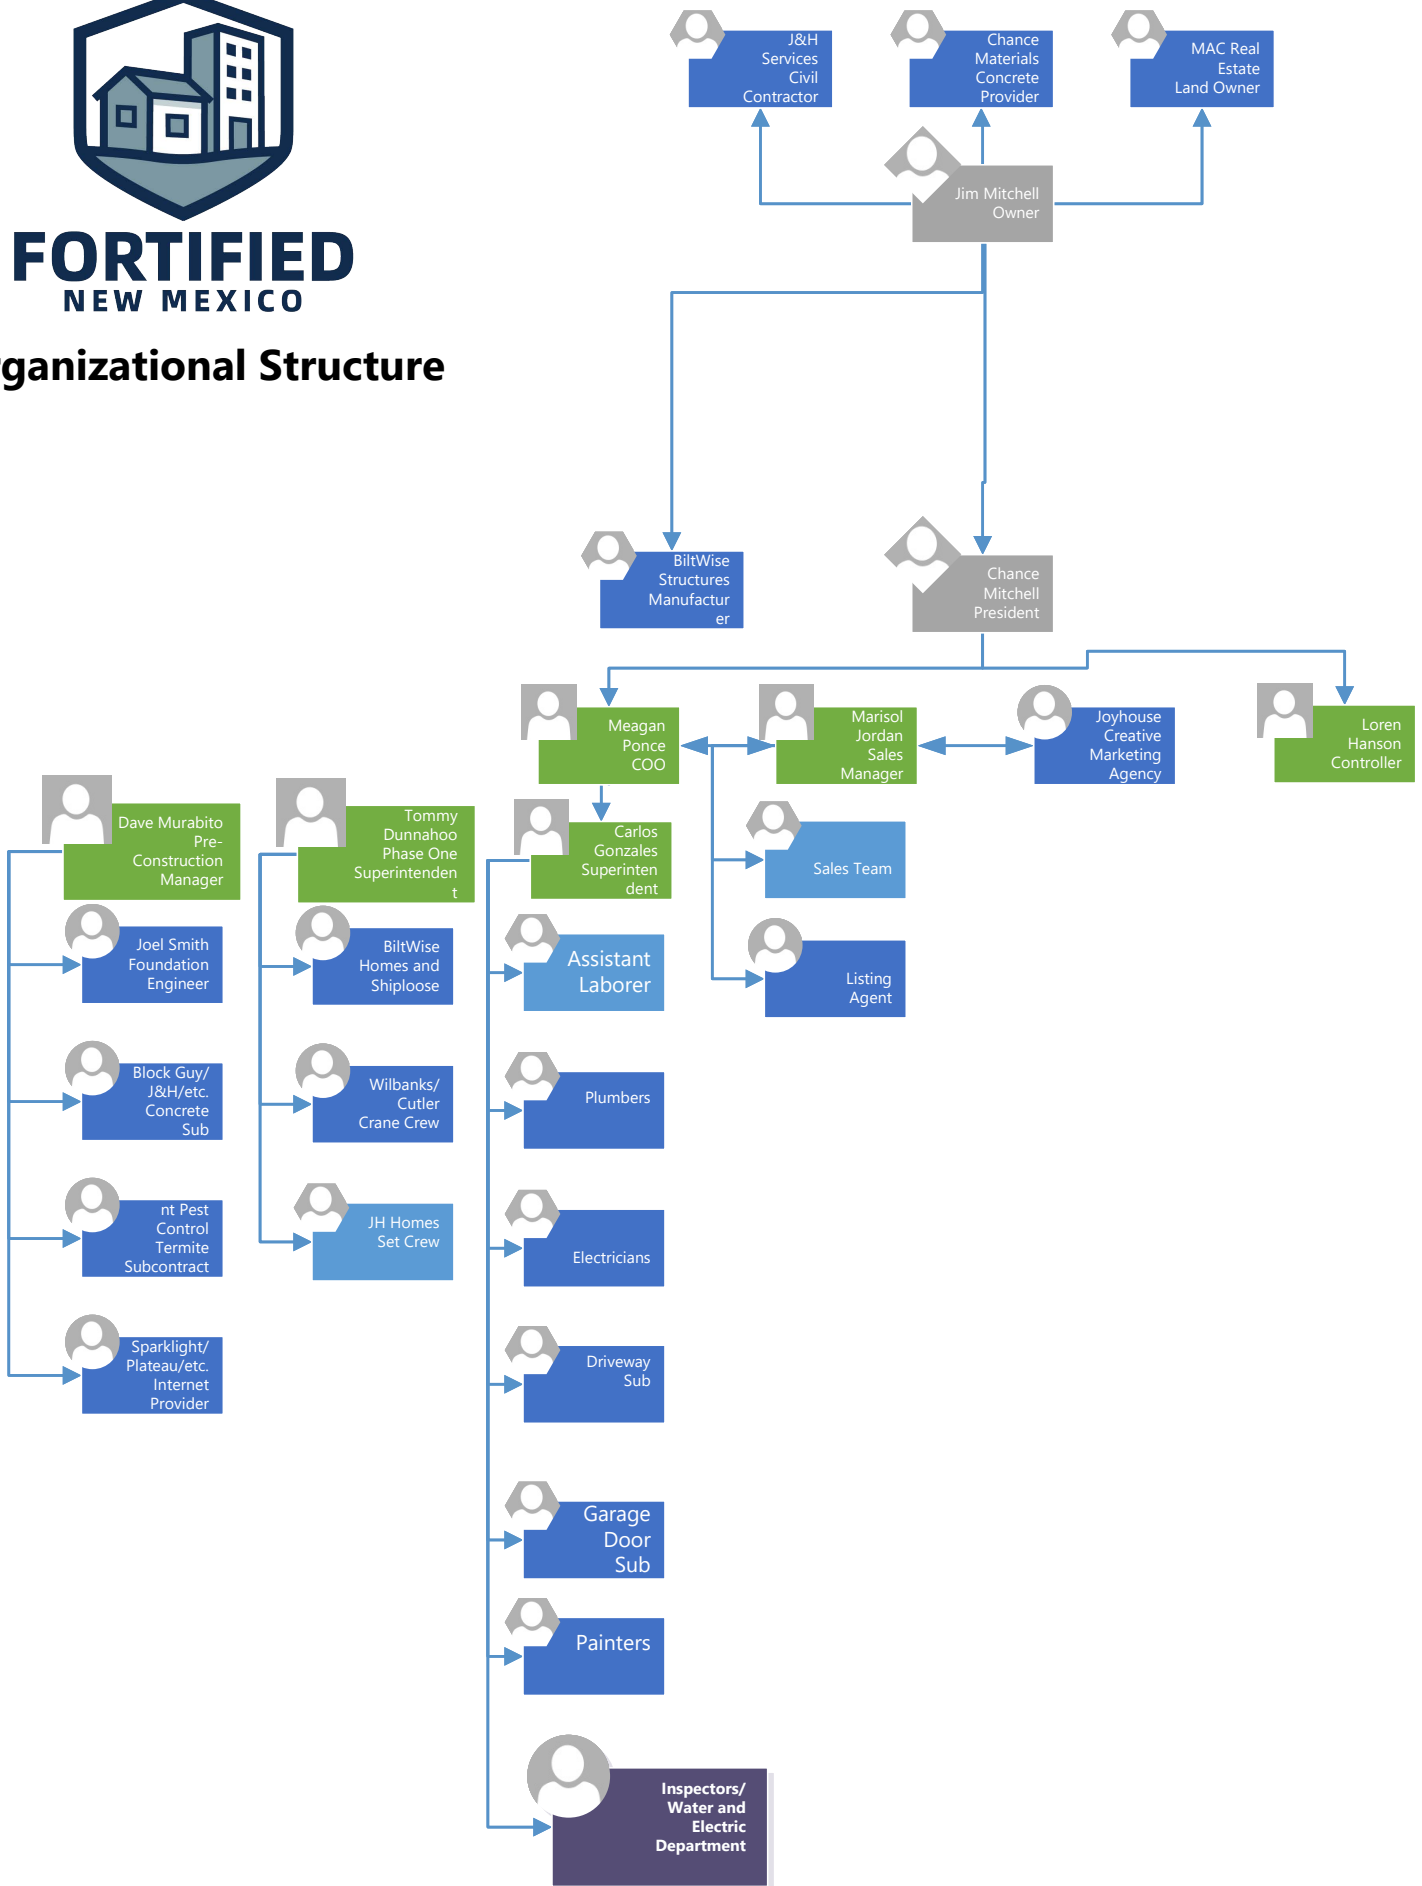 J&H
Services
Civil
Contractor
Chance
Materials
Concrete
Provider
MAC Real
Estate
Land Owner
Jim Mitchell
Owner
FORTIFIED
NEW MEXICO
rganizational Structure
BiltWise
Structures
Manufactur
er
Chance
Mitchell
President
Meagan
Ponce
COO
Marisol
Jordan
Sales
Manager
Joyhouse
Creative
Marketing
Agency
Loren
Hanson
Controller
Dave Murabito
Pre-
Construction
Manager
Tommy
Dunnahoo
Phase One
Superintenden
t
Carlos
Gonzales
Superinten
dent
Sales Team
Listing
Agent
Joel Smith
Foundation
Engineer
Block Guy/
J&H/etc.
Concrete
Sub
nt Pest
Control
Termite
Subcontract
Sparklight/
Plateau/etc.
Internet
Provider
BiltWise
Homes and
Shiploose
Wilbanks/
Cutler
Crane Crew
JH Homes
Set Crew
Assistant
Laborer
Plumbers
Electricians
Driveway
Sub
Garage
Door
Sub
Painters
Inspectors/
Water and
Electric
Department